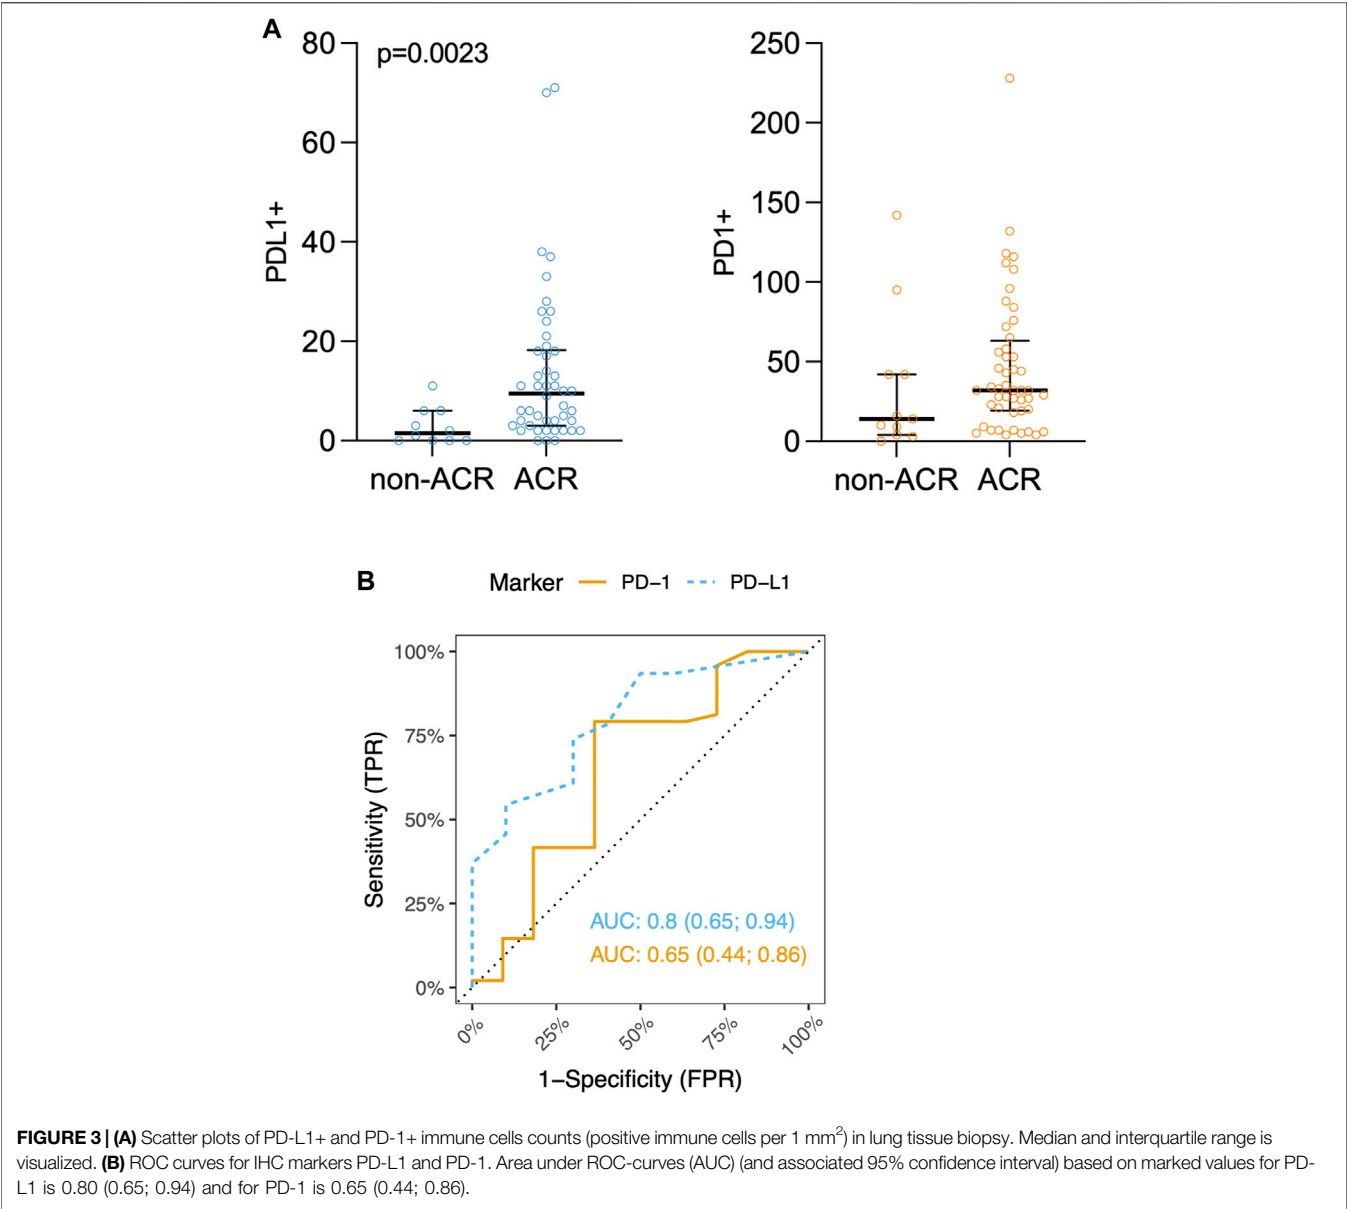 A
80
60
40
20
0
PDL1+
p=0.0023
non-ACR ACR
250
200
150
100
50
0
PD1+
non-ACR ACR
B
Marker PD−1 PD−L1
100%
75%
50%
25%
0%
Sensitivity (TPR)
AUC: 0.8 (0.65; 0.94)
AUC: 0.65 (0.44; 0.86)
0% 25% 50% 75% 100%
1−Specificity (FPR)
FIGURE 3 | (A) Scatter plots of PD-L1+ and PD-1+ immune cells counts (positive immune cells per 1 mm²) in lung tissue biopsy. Median and interquartile range is
visualized. (B) ROC curves for IHC markers PD-L1 and PD-1. Area under ROC-curves (AUC) (and associated 95% confidence interval) based on marked values for PD-
L1 is 0.80 (0.65; 0.94) and for PD-1 is 0.65 (0.44; 0.86).